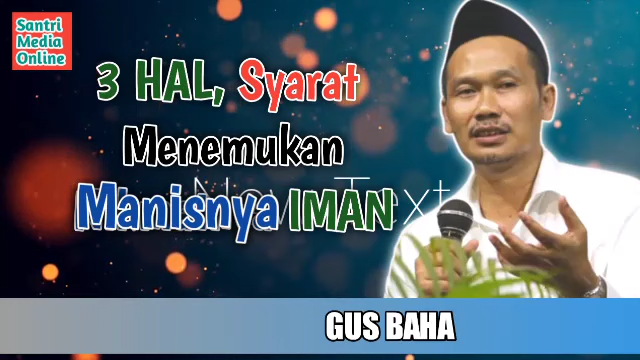 Santri
Media
Online
3 HAL, Syarat
Menemukan
Manisnya IMAN
GUS BAHA